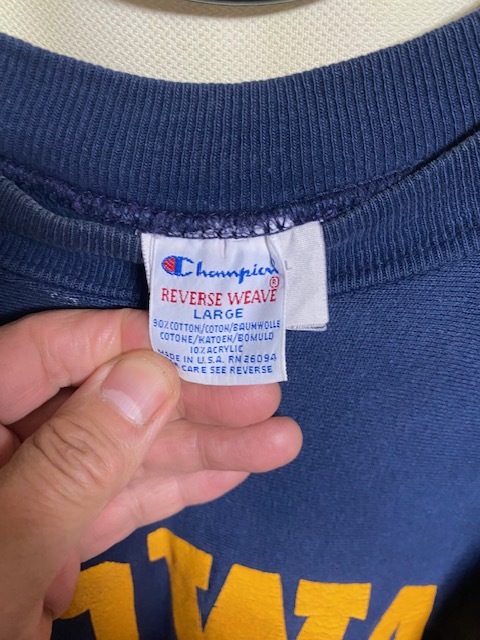 Champion
REVERSE WEAVE®
LARGE
90% COTTON/COTON/BAUMWOLLE
COTONE/KATOEN/BOMULD
10% ACRYLIC
MADE IN U.S.A. RN 26094
CARE SEE REVERSE
L